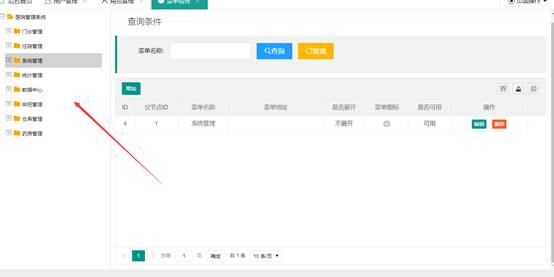 后台首页 用户管理 角色管理 菜单管理 页面操作
医院管理系统
门诊管理
住院管理
系统管理
统计管理
数据中心
仓库管理
药房管理
查询条件
菜单名称: 查询 重置
增加
ID 父节点ID 菜单名称 菜单地址 是否展开 菜单图标 是否可用 操作
4 1 系统管理 不展开 可用 编辑 删除
1 到第 1 页 确定 共 1 条 10 条/页